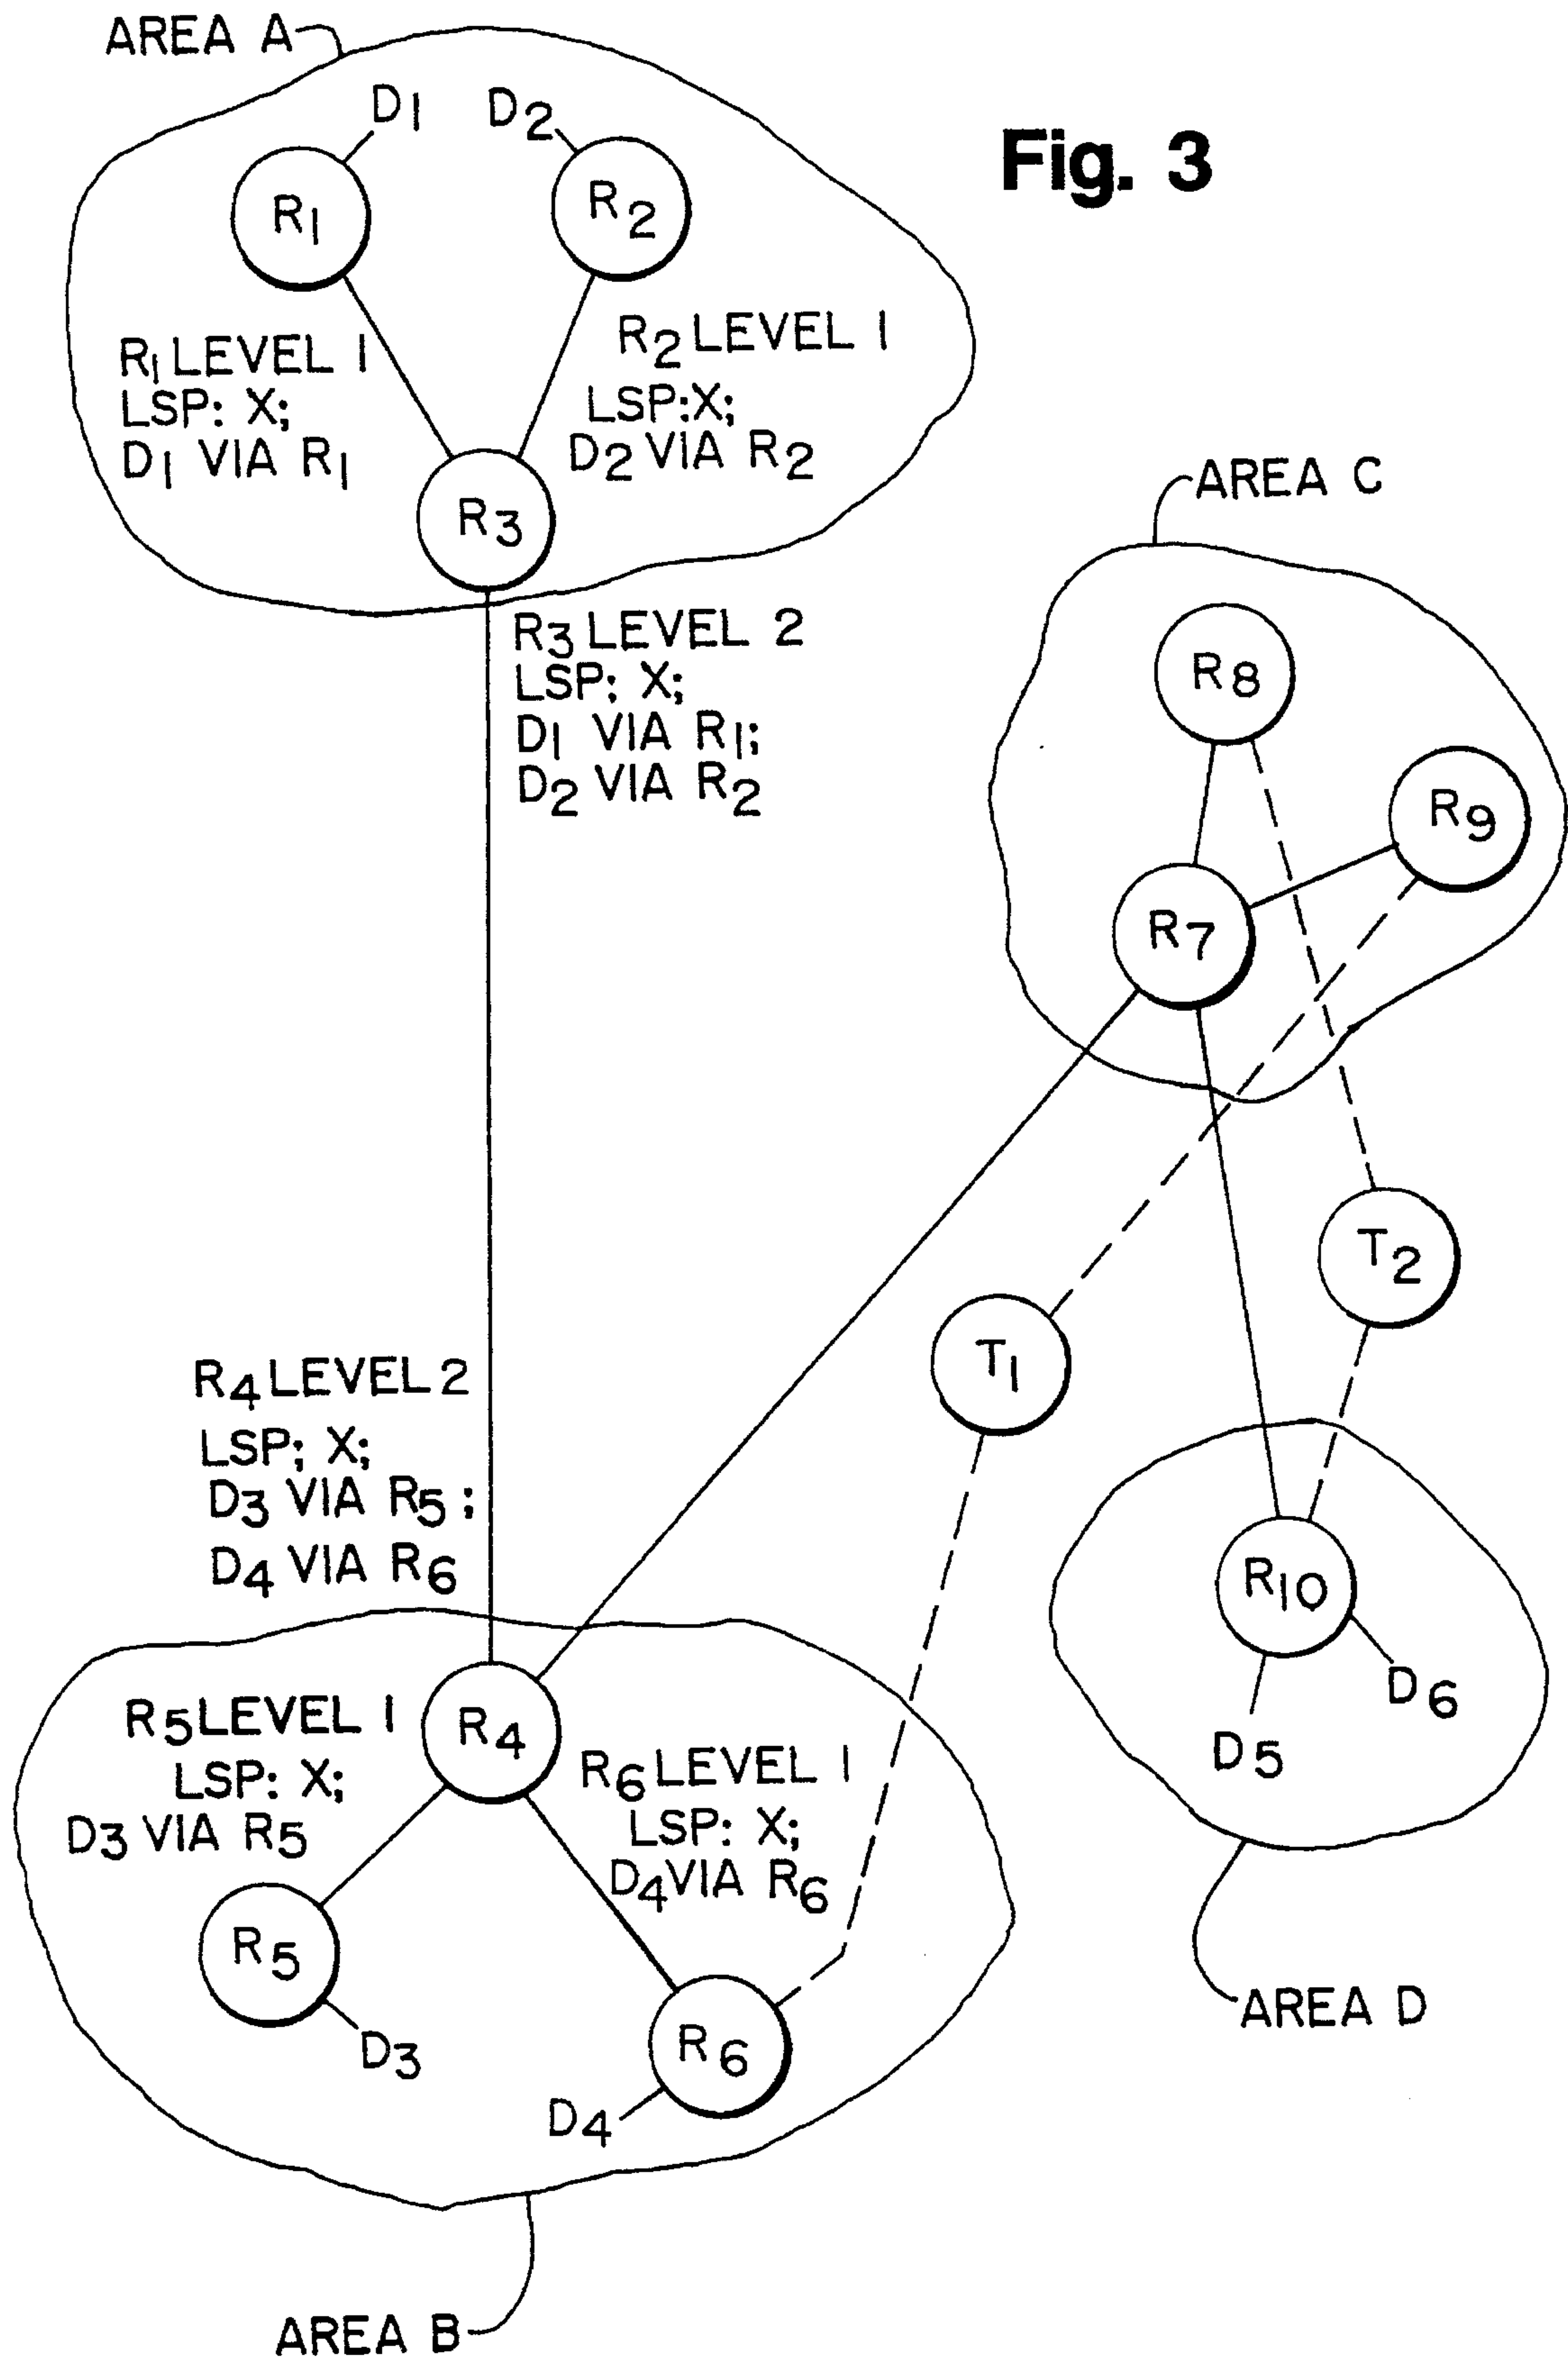 AREA A
Fig. 3
D1
D2
R1
R2
R1 LEVEL 1
LSP: X;
D1 VIA R1
R2 LEVEL 1
LSP:X;
D2 VIA R2
R3
AREA C
R3 LEVEL 2
LSP: X;
D1 VIA R1;
D2 VIA R2
R8
R9
R7
T2
T1
R4 LEVEL 2
LSP; X;
D3 VIA R5;
D4 VIA R6
R10
D6
D5
R5 LEVEL 1
LSP: X;
D3 VIA R5
R4
R6 LEVEL 1
LSP: X;
D4 VIA R6
R5
D3
R6
D4
AREA D
AREA B